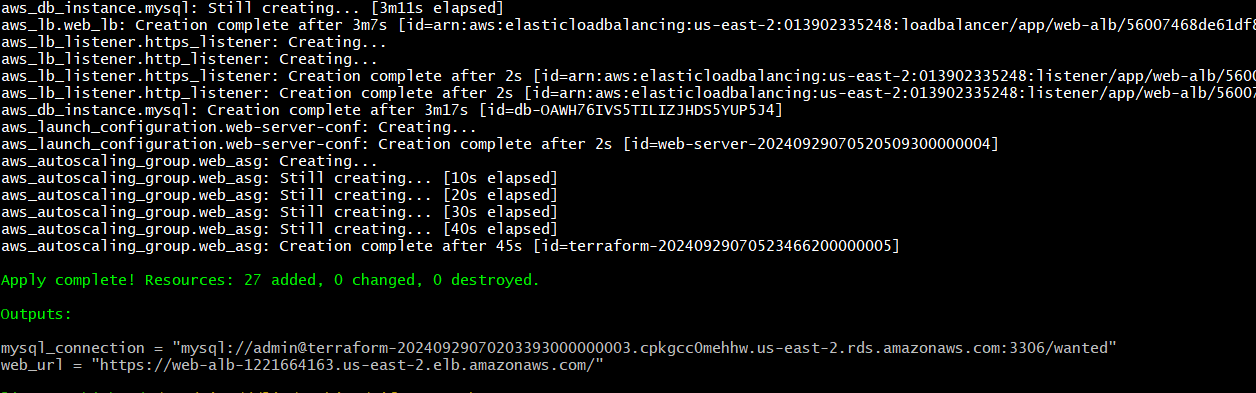 aws_db_instance.mysql: Still creating... [3m11s elapsed]
aws_lb.web_lb: Creation complete after 3m7s [id=arn:aws:elasticloadbalancing:us-east-2:013902335248:loadbalancer/app/web-alb/56007468de61df8
aws_lb_listener.https_listener: Creating...
aws_lb_listener.http_listener: Creating...
aws_lb_listener.https_listener: Creation complete after 2s [id=arn:aws:elasticloadbalancing:us-east-2:013902335248:listener/app/web-alb/5600
aws_lb_listener.http_listener: Creation complete after 2s [id=arn:aws:elasticloadbalancing:us-east-2:013902335248:listener/app/web-alb/56007
aws_db_instance.mysql: Creation complete after 3m17s [id=db-OAWH76IVS5TILIZJHDS5YUP5J4]
aws_launch_configuration.web-server-conf: Creating...
aws_launch_configuration.web-server-conf: Creation complete after 2s [id=web-server-20240929070520509300000004]
aws_autoscaling_group.web_asg: Creating...
aws_autoscaling_group.web_asg: Still creating... [10s elapsed]
aws_autoscaling_group.web_asg: Still creating... [20s elapsed]
aws_autoscaling_group.web_asg: Still creating... [30s elapsed]
aws_autoscaling_group.web_asg: Still creating... [40s elapsed]
aws_autoscaling_group.web_asg: Creation complete after 45s [id=terraform-20240929070523466200000005]
Apply complete! Resources: 27 added, 0 changed, 0 destroyed.
Outputs:
mysql_connection = "mysql://admin@terraform-20240929070203393000000003.cpkgcc0mehhw.us-east-2.rds.amazonaws.com:3306/wanted"
web_url = "https://web-alb-1221664163.us-east-2.elb.amazonaws.com/"